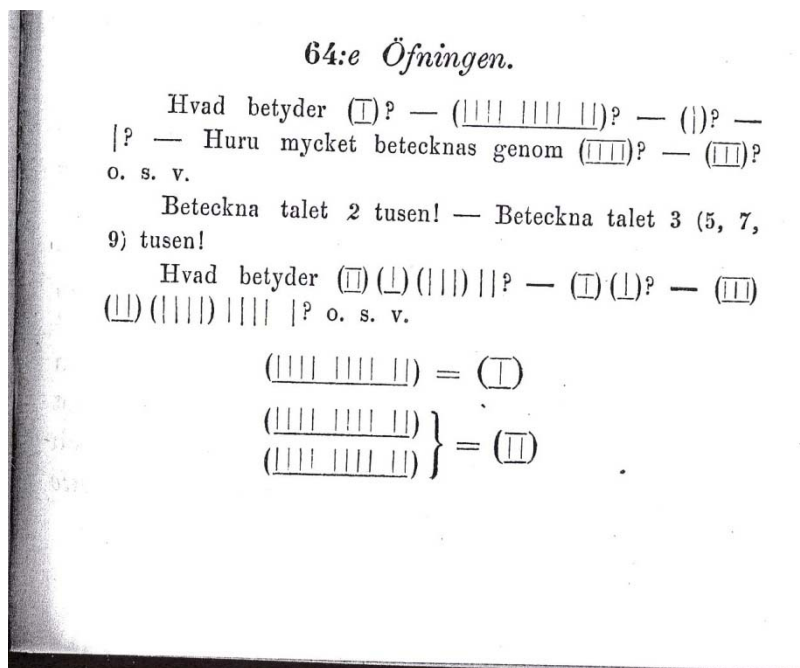 64:e Öfningen.
Hvad betyder (I̅)? — (|||| |||| ||)? — (|)? —
|? — Huru mycket betecknas genom (|̅|̅|̅|̅)? — (|̅|̅|̅)?
o. s. v.
Beteckna talet 2 tusen! — Beteckna talet 3 (5, 7,
9) tusen!
Hvad betyder (|̅|̅) (|̲) (|||) ||? — (|̅) (|̲)? — (|̅|̅|̅)
(|̲|̲) (||||) |||| |? o. s. v.
(|̲|̲|̲|̲ |̲|̲|̲|̲ |̲|̲) = (|̅)
(|̲|̲|̲|̲ |̲|̲|̲|̲ |̲|̲)
(|̲|̲|̲|̲ |̲|̲|̲|̲ |̲|̲) } = (|̅|̅)